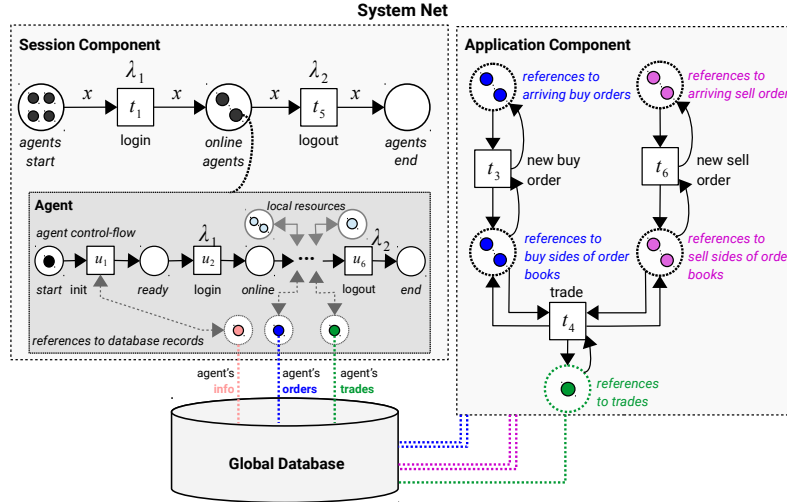 System Net
Session Component
λ1
λ2
x
x
x
x
t1
t5
agents
start
login
online
agents
logout
agents
end
Agent
local resources
agent control-flow
λ1
λ2
u1
u2
...
u6
start
init
ready
login
online
logout
end
references to database records
agent's
info
agent's
orders
agent's
trades
Global Database
Application Component
references to
arriving buy orders
references to
arriving sell order
t3
new buy
order
t6
new sell
order
references to
buy sides of order
books
references to
sell sides of order
books
trade
t4
references
to trades